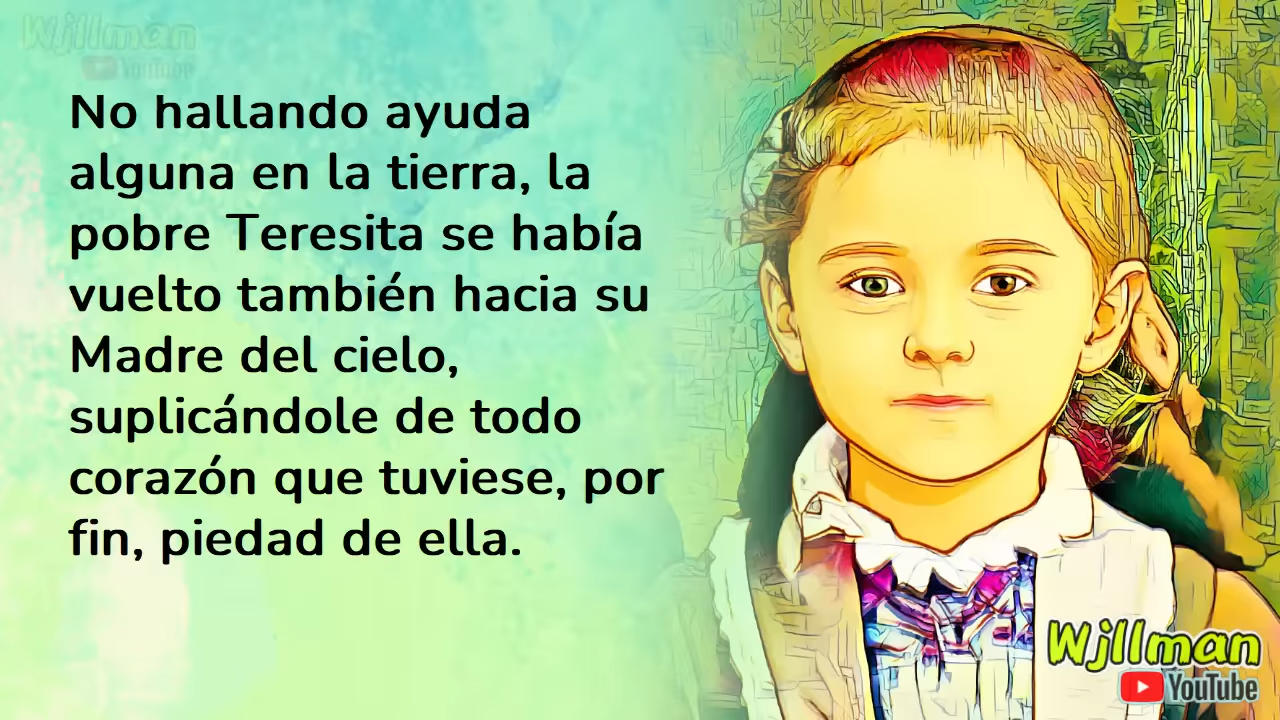 Wjllman
YouTube
No hallando ayuda
alguna en la tierra, la
pobre Teresita se había
vuelto también hacia su
Madre del cielo,
suplicándole de todo
corazón que tuviese, por
fin, piedad de ella.
Wjllman
YouTube